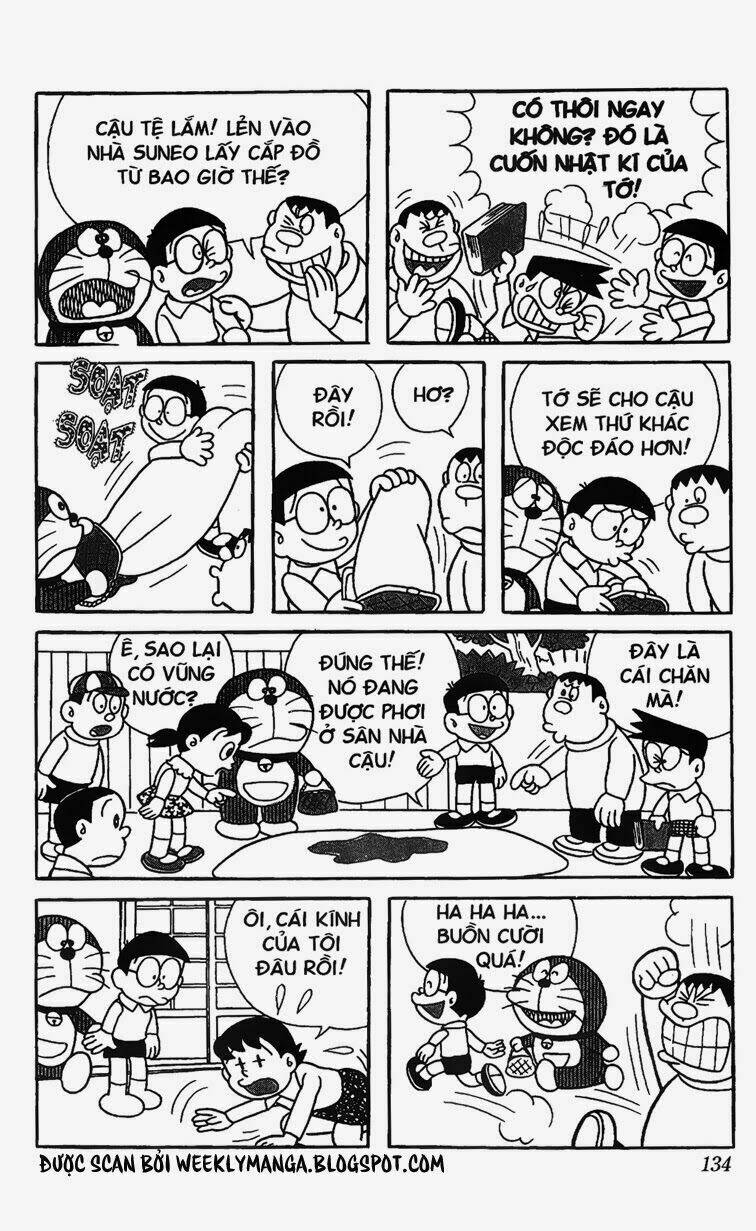 CẬU TỆ LẮM! LẺN VÀO
NHÀ SUNEO LẤY CẮP ĐỒ
TỪ BAO GIỜ THẾ?
CÓ THÔI NGAY
KHÔNG? ĐÓ LÀ
CUỐN NHẬT KÍ CỦA
TỚ!
SOẠT
SOẠT
ĐÂY
RỒI!
HƠ?
TỚ SẼ CHO CẬU
XEM THỨ KHÁC
ĐỘC ĐÁO HƠN!
Ê, SAO LẠI
CÓ VŨNG
NƯỚC?
ĐÚNG THẾ!
NÓ ĐANG
ĐƯỢC PHƠI
Ở SÂN NHÀ
CẬU!
ĐÂY LÀ
CÁI CHĂN
MÀ!
ÔI, CÁI KÍNH
CỦA TÔI
ĐÂU RỒI!
HA HA HA...
BUỒN CƯỜI
QUÁ!
ĐƯỢC SCAN BỞI WEEKLYMANGA.BLOGSPOT.COM
134